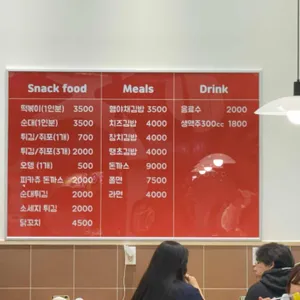 Snack food
떡볶이(1인분) 3500
순대(1인분) 3500
튀김/쥐포(1개) 700
튀김/쥐포(3개) 2000
오뎅 (1개) 500
피카츄 돈까스 2000
순대튀김 2000
소세지 튀김 2000
닭꼬치 4500
Meals
햄야채김밥 3500
치즈김밥 4000
참치김밥 4000
땡초김밥 4000
돈까스 9000
쫄면 7500
라면 4000
Drink
음료수 2000
생맥주300cc 1800